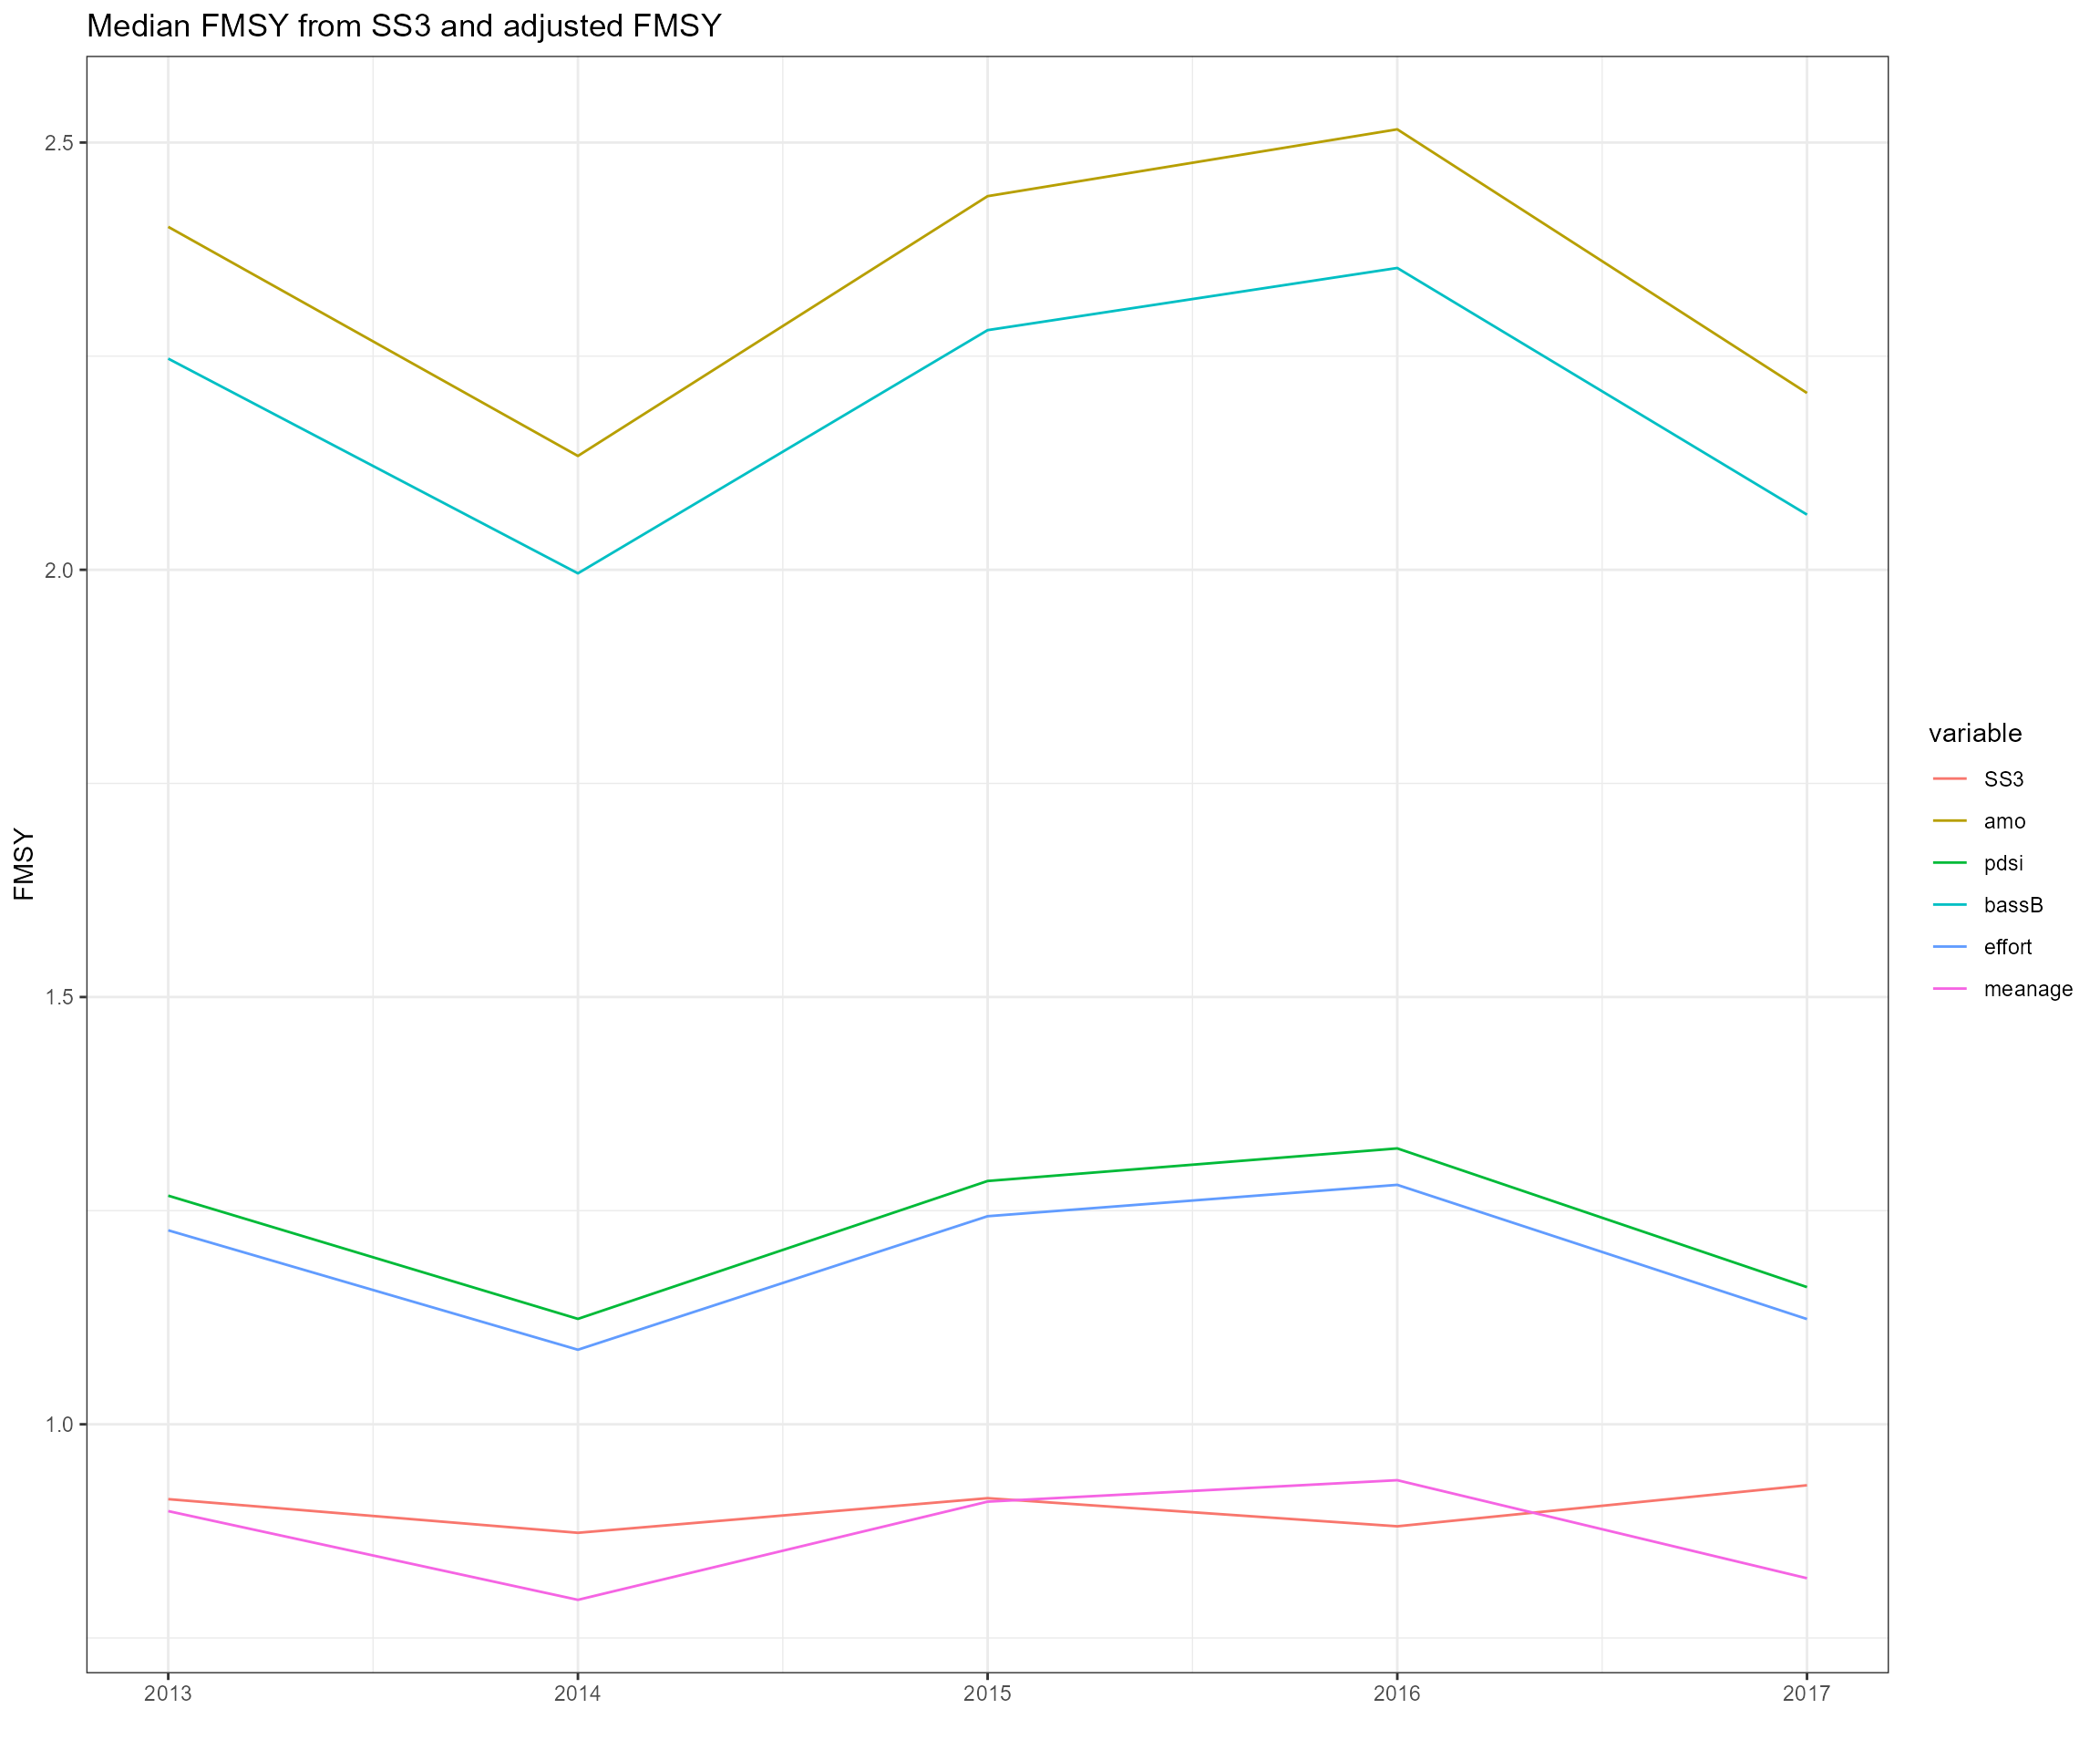 Median FMSY from SS3 and adjusted FMSY
FMSY
2.5
2.0
1.5
1.0
2013
2014
2015
2016
2017
variable
SS3
amo
pdsi
bassB
effort
meanage